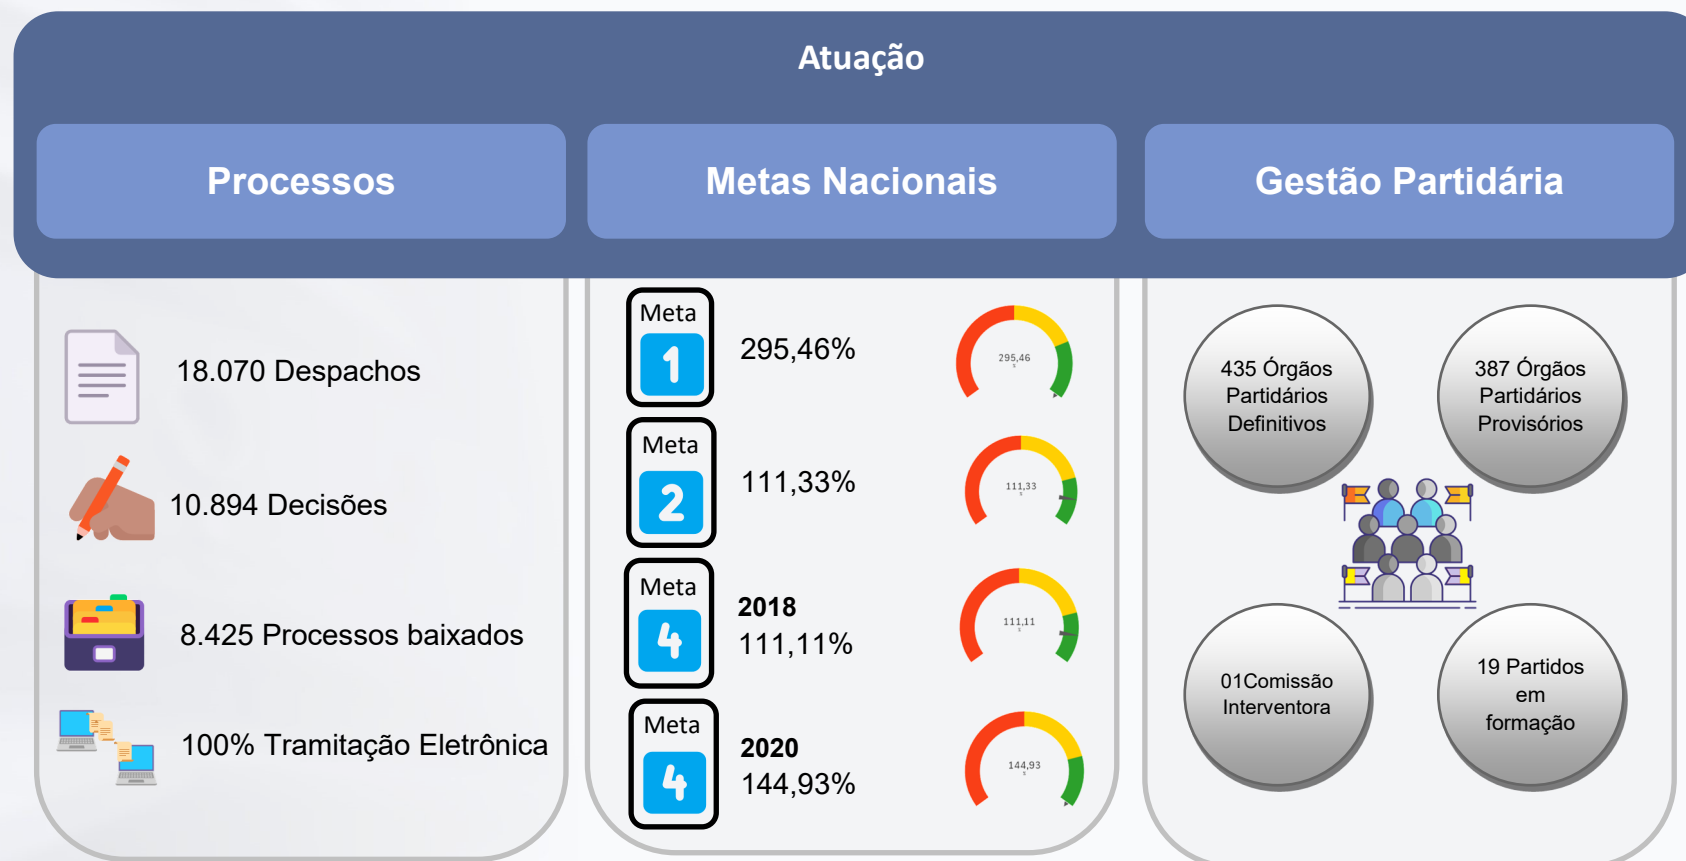 Atuação
Processos
Metas Nacionais
Gestão Partidária
18.070 Despachos
10.894 Decisões
8.425 Processos baixados
100% Tramitação Eletrônica
Meta
1
295,46%
295,46
%
Meta
2
111,33%
111,33
%
Meta
4
2018
111,11%
111,11
%
Meta
4
2020
144,93%
144,93
%
435 Órgãos
Partidários
Definitivos
387 Órgãos
Partidários
Provisórios
01Comissão
Interventora
19 Partidos
em
formação